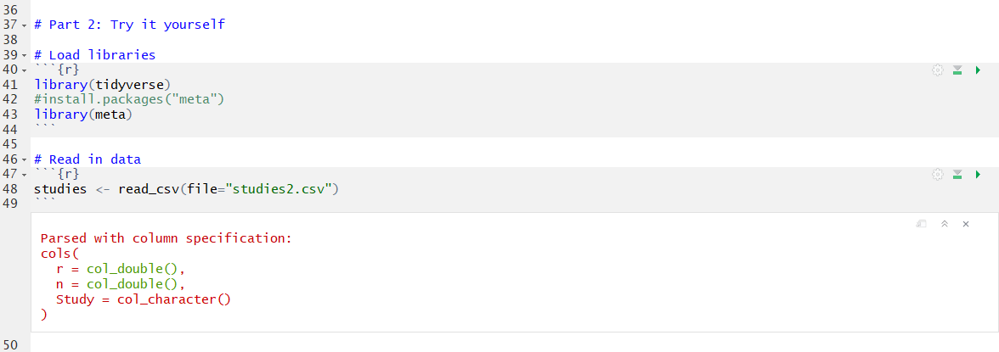 36
37 # Part 2: Try it yourself
38
39 # Load libraries
40 ```{r}
41 library(tidyverse)
42 #install.packages("meta")
43 library(meta)
44 ```
45
46 # Read in data
47 ```{r}
48 studies <- read_csv(file="studies2.csv")
49 ```
Parsed with column specification:
cols(
  r = col_double(),
  n = col_double(),
  Study = col_character()
)
50